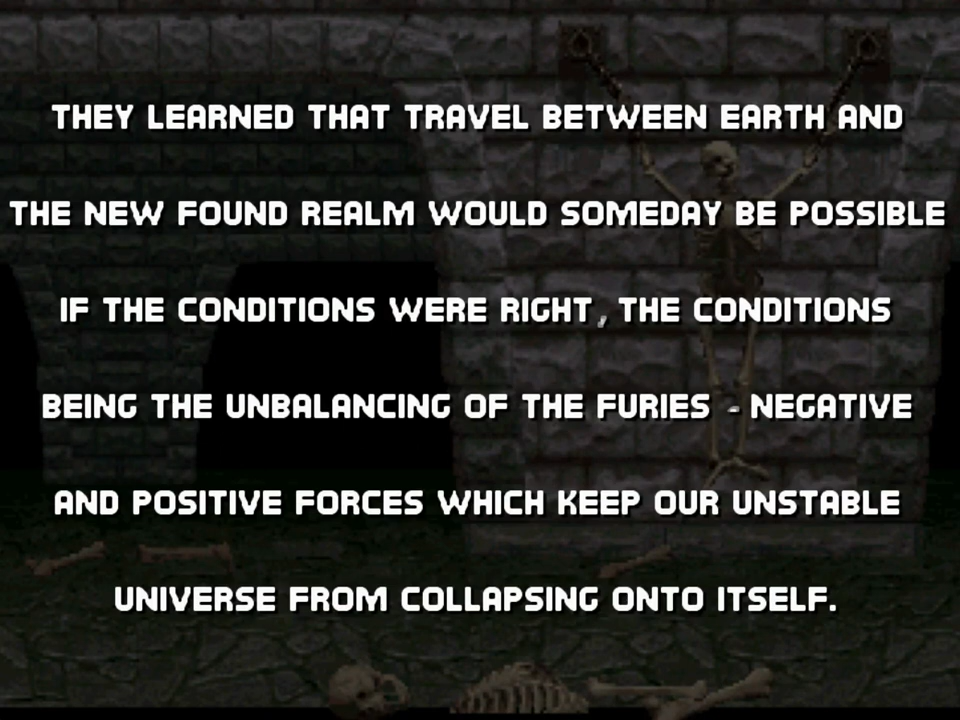 THEY LEARNED THAT TRAVEL BETWEEN EARTH AND
THE NEW FOUND REALM WOULD SOMEDAY BE POSSIBLE
IF THE CONDITIONS WERE RIGHT, THE CONDITIONS
BEING THE UNBALANCING OF THE FURIES - NEGATIVE
AND POSITIVE FORCES WHICH KEEP OUR UNSTABLE
UNIVERSE FROM COLLAPSING ONTO ITSELF.